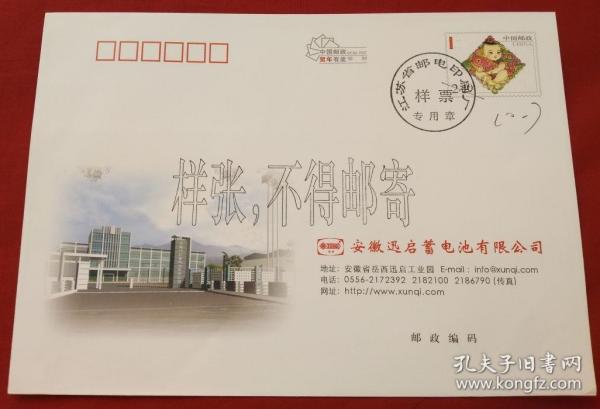 中国邮政
贺年有奖
中国邮政
CHINA
江苏省邮电印刷厂
样票
专用章
样张,不得邮寄
安徽迅启蓄电池有限公司
地址: 安徽省岳西迅启工业园 E-mail: info@xunqi.com
电话: 0556-2172392 2182100 2186790 (传真)
网址: http://www.xunqi.com
邮政编码
孔夫子旧书网
www.kongfz.com